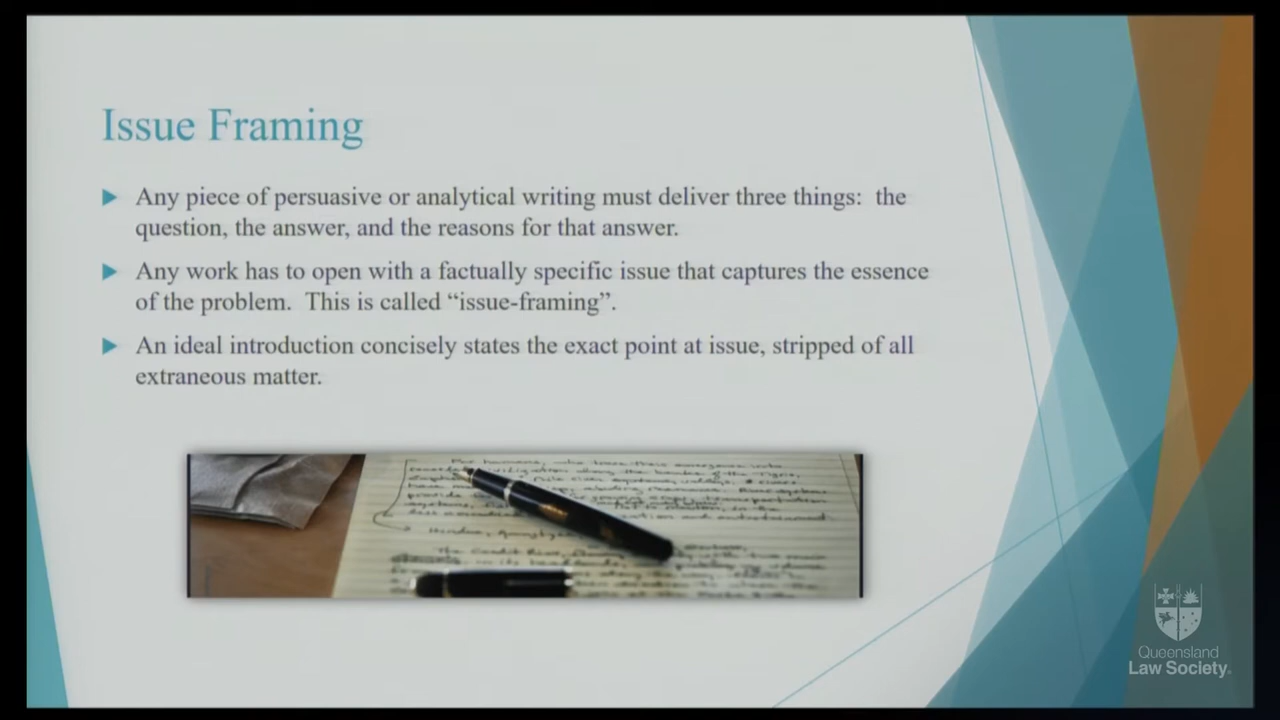 Issue Framing
Any piece of persuasive or analytical writing must deliver three things:  the
question, the answer, and the reasons for that answer.
Any work has to open with a factually specific issue that captures the essence
of the problem.  This is called “issue-framing”.
An ideal introduction concisely states the exact point at issue, stripped of all
extraneous matter.
Queensland
Law Society